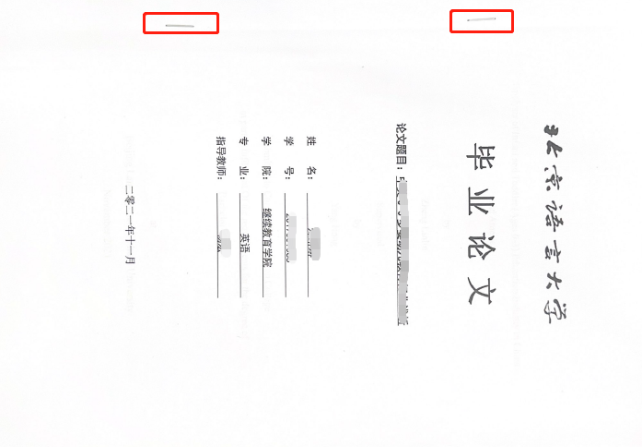 北京语言大学
毕业论文
论文题目：
姓 名：
学 号：
学 院：继续教育学院
专 业：英语
指导教师：
二零二一年十一月